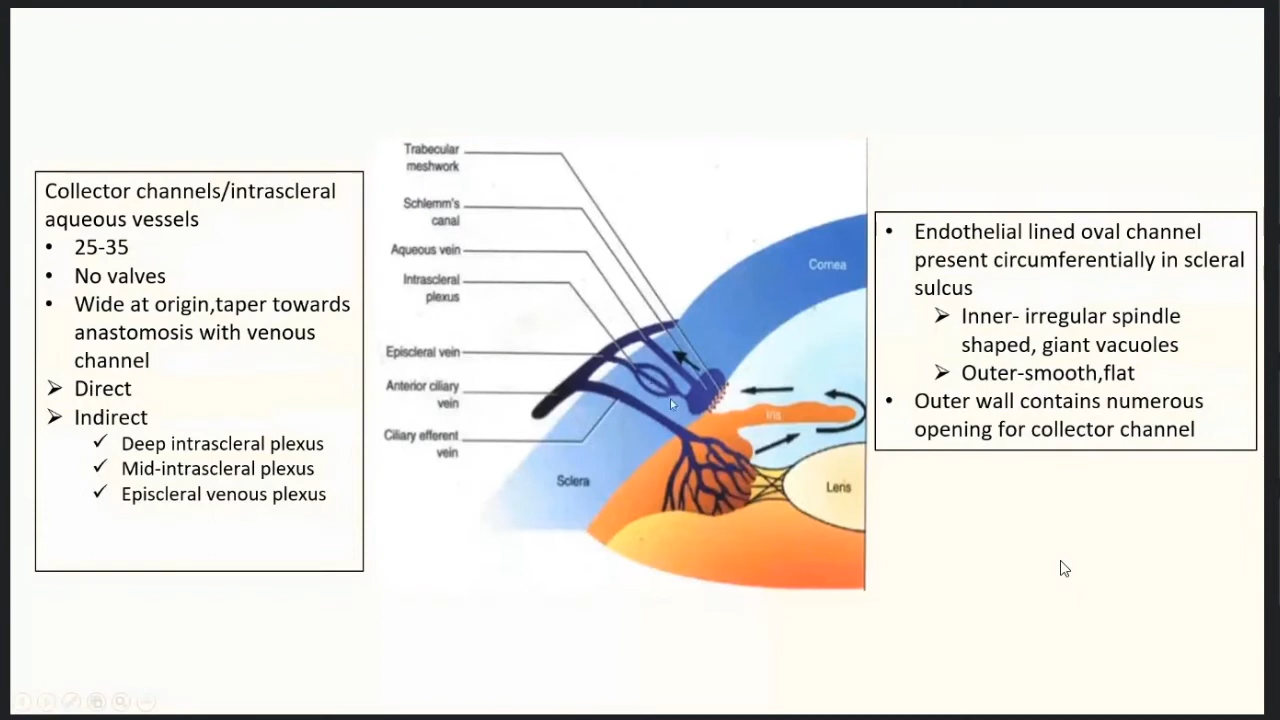 Collector channels/intrascleral
aqueous vessels
• 25-35
• No valves
• Wide at origin,taper towards
anastomosis with venous
channel
➢ Direct
➢ Indirect
✓ Deep intrascleral plexus
✓ Mid-intrascleral plexus
✓ Episcleral venous plexus
Trabecular
meshwork
Schlemm's
canal
Aqueous vein
Intrascleral
plexus
Episcleral vein
Anterior ciliary
vein
Ciliary efferent
vein
Cornea
Iris
Sclera
Lens
• Endothelial lined oval channel
present circumferentially in scleral
sulcus
➢ Inner- irregular spindle
shaped, giant vacuoles
➢ Outer-smooth,flat
• Outer wall contains numerous
opening for collector channel